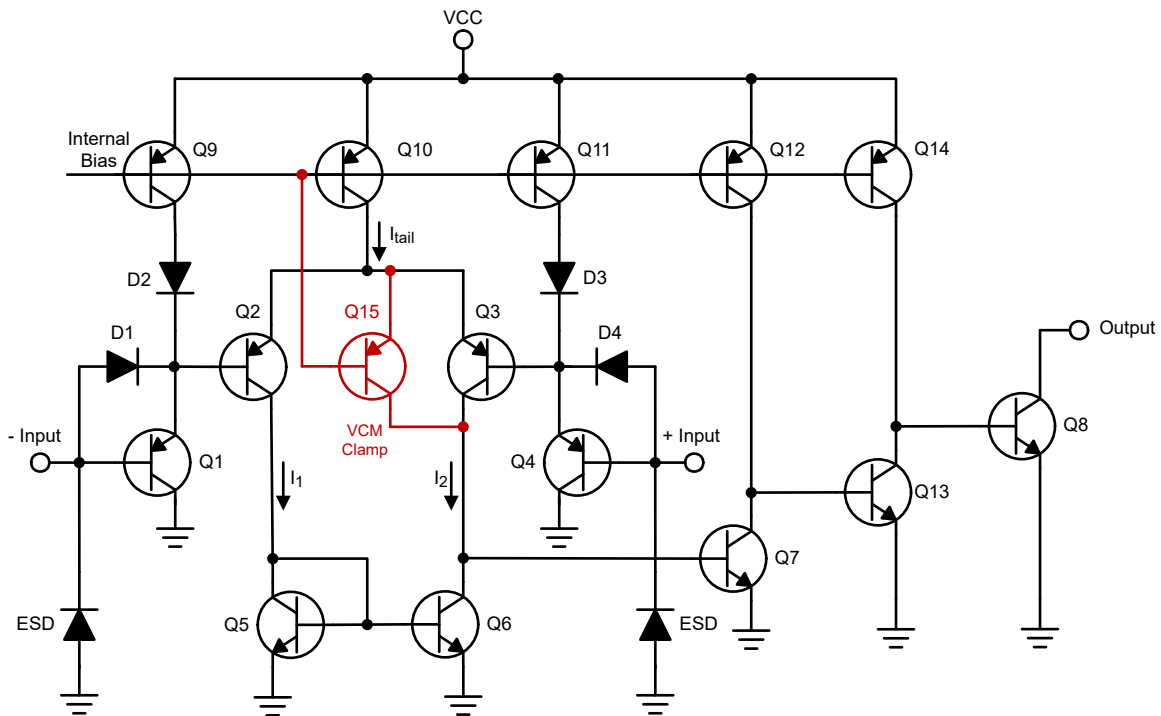 VCC
Internal
Bias
Q9
Q10
Q11
Q12
Q14
Itail
D2
D3
Q2
Q15
Q3
D1
D4
Output
VCM
Clamp
- Input
+ Input
Q1
Q4
Q8
I1
I2
Q13
Q7
ESD
Q5
Q6
ESD